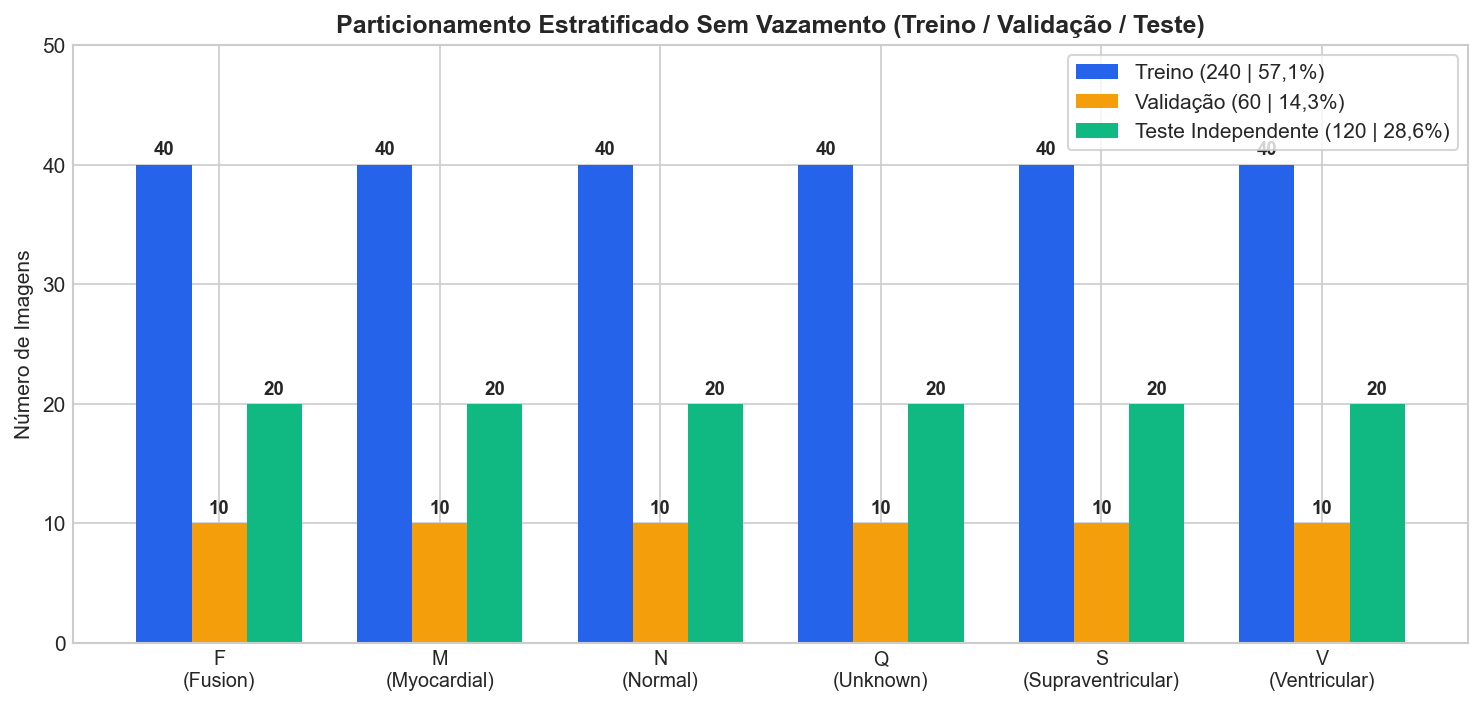 Particionamento Estratificado Sem Vazamento (Treino / Validação / Teste)
Treino (240 | 57,1%)
Validação (60 | 14,3%)
Teste Independente (120 | 28,6%)
Número de Imagens
50
40
30
20
10
0
40 10 20
40 10 20
40 10 20
40 10 20
40 10 20
40 10 20
F
(Fusion)
M
(Myocardial)
N
(Normal)
Q
(Unknown)
S
(Supraventricular)
V
(Ventricular)